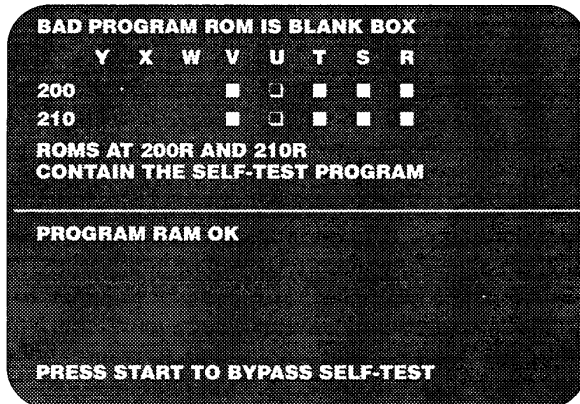 BAD PROGRAM ROM IS BLANK BOX
Y X W V U T S R
200
210
ROMS AT 200R AND 210R
CONTAIN THE SELF-TEST PROGRAM
PROGRAM RAM OK
PRESS START TO BYPASS SELF-TEST